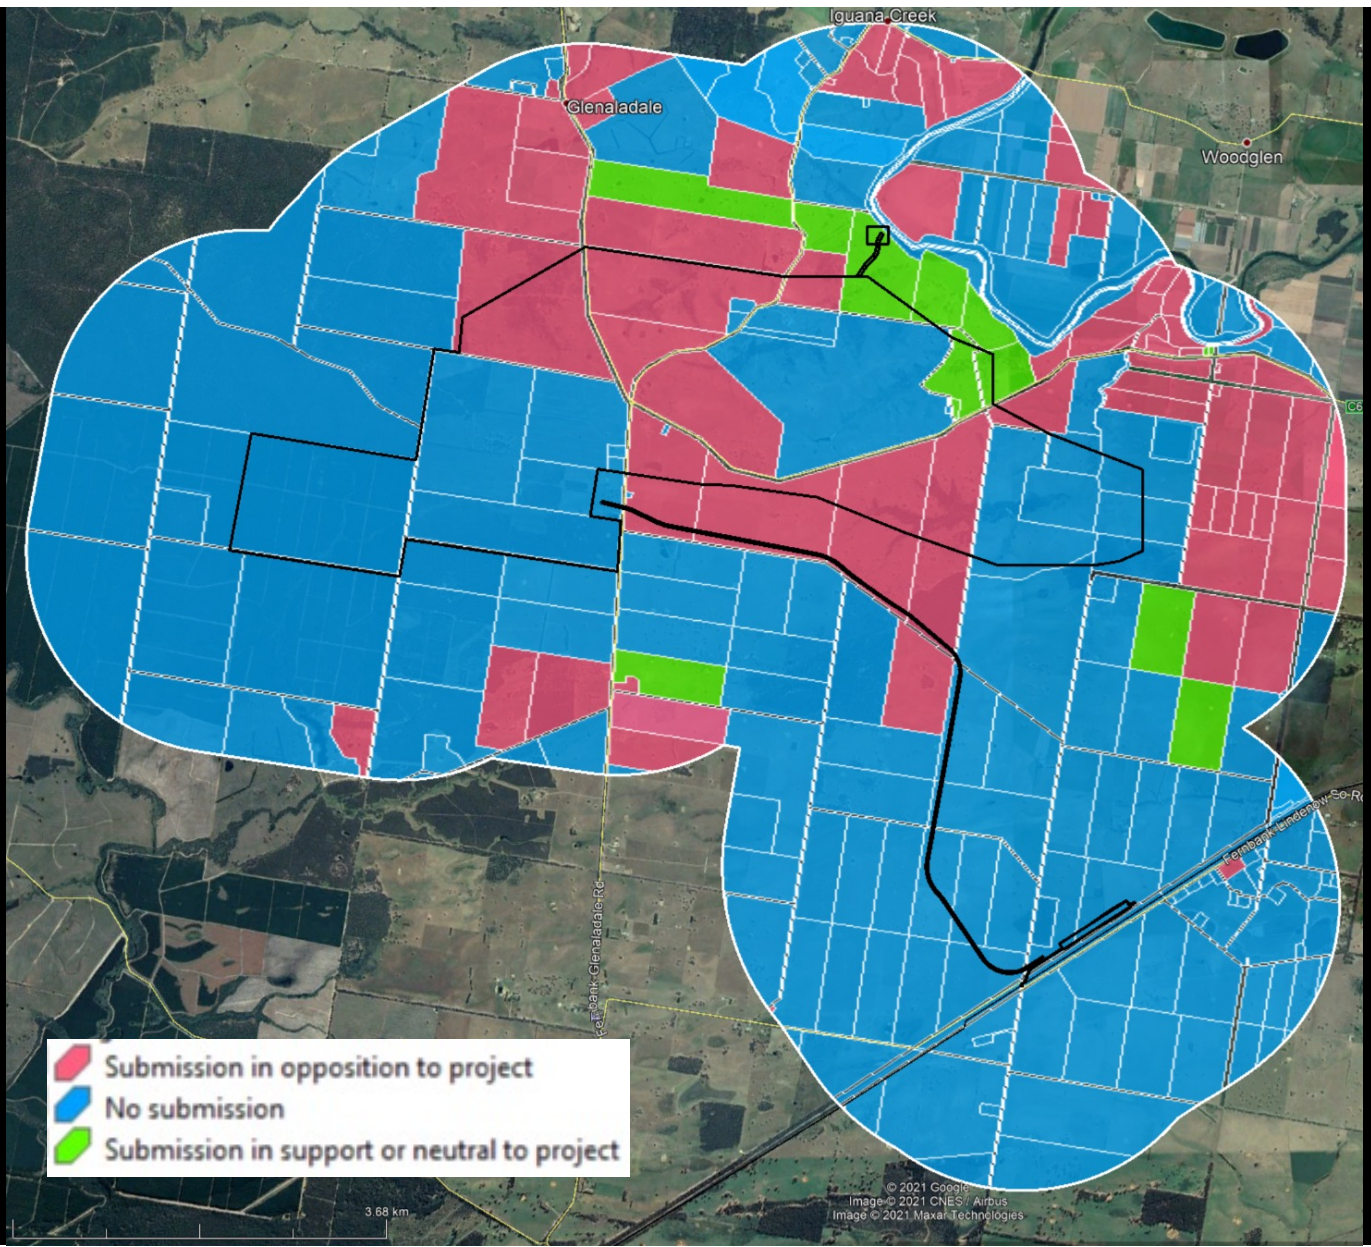 Iguana Creek
Glenaladale
Woodglen
Fernbank Lindenow So R
Fernbank Glenaladale Rd
Submission in opposition to project
No submission
Submission in support or neutral to project
3.68 km
© 2021 Google
Image © 2021 CNES / Airbus
Image © 2021 Maxar Technologies